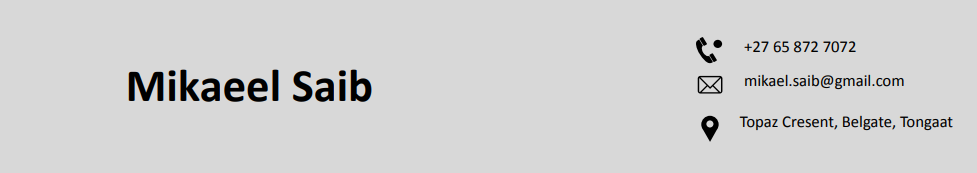 Mikaeel Saib
+27 65 872 7072
mikael.saib@gmail.com
Topaz Cresent, Belgate, Tongaat